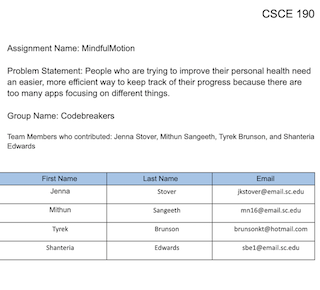 CSCE 190
Assignment Name: MindfulMotion
Problem Statement: People who are trying to improve their personal health need
an easier, more efficient way to keep track of their progress because there are
too many apps focusing on different things.
Group Name: Codebreakers
Team Members who contributed: Jenna Stover, Mithun Sangeeth, Tyrek Brunson, and Shanteria
Edwards
First Name Last Name Email
Jenna Stover jkstover@email.sc.edu
Mithun Sangeeth mn16@email.sc.edu
Tyrek Brunson brunsonkt@hotmail.com
Shanteria Edwards sbe1@email.sc.edu